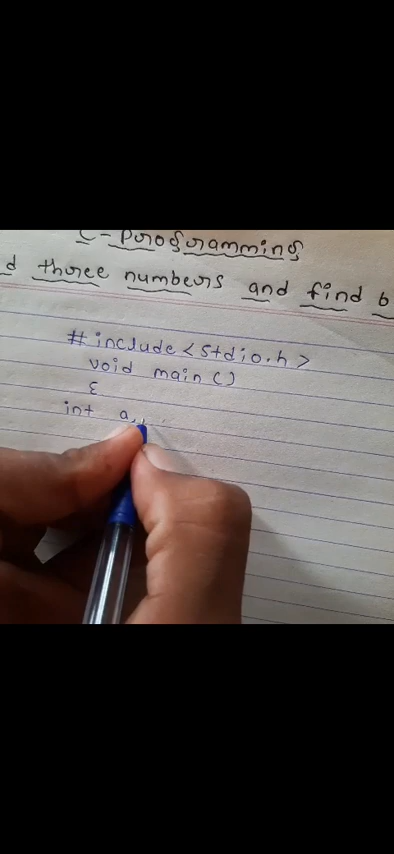 C-Programming
d three numbers and find b
#include<stdio.h>
void main()
{
int a,